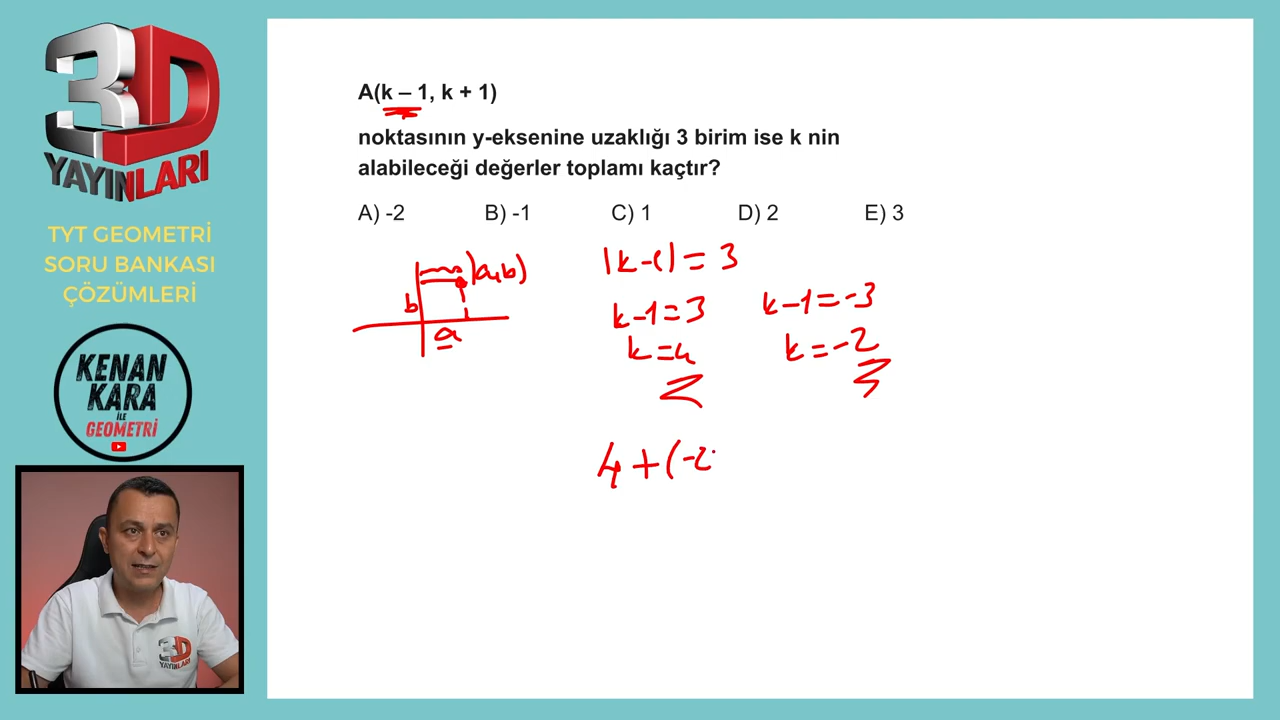 3D
YAYINLARI
TYT GEOMETRİ
SORU BANKASI
ÇÖZÜMLERİ
KENAN
KARA
İLE
GEOMETRİ
3D
YAYINLARI
A(k – 1, k + 1)
noktasının y-eksenine uzaklığı 3 birim ise k nin
alabileceği değerler toplamı kaçtır?
A) -2 B) -1 C) 1 D) 2 E) 3
(a,b)
b
a
|k-1| = 3
k-1=3 k-1=-3
k=4 k=-2
4+(-2